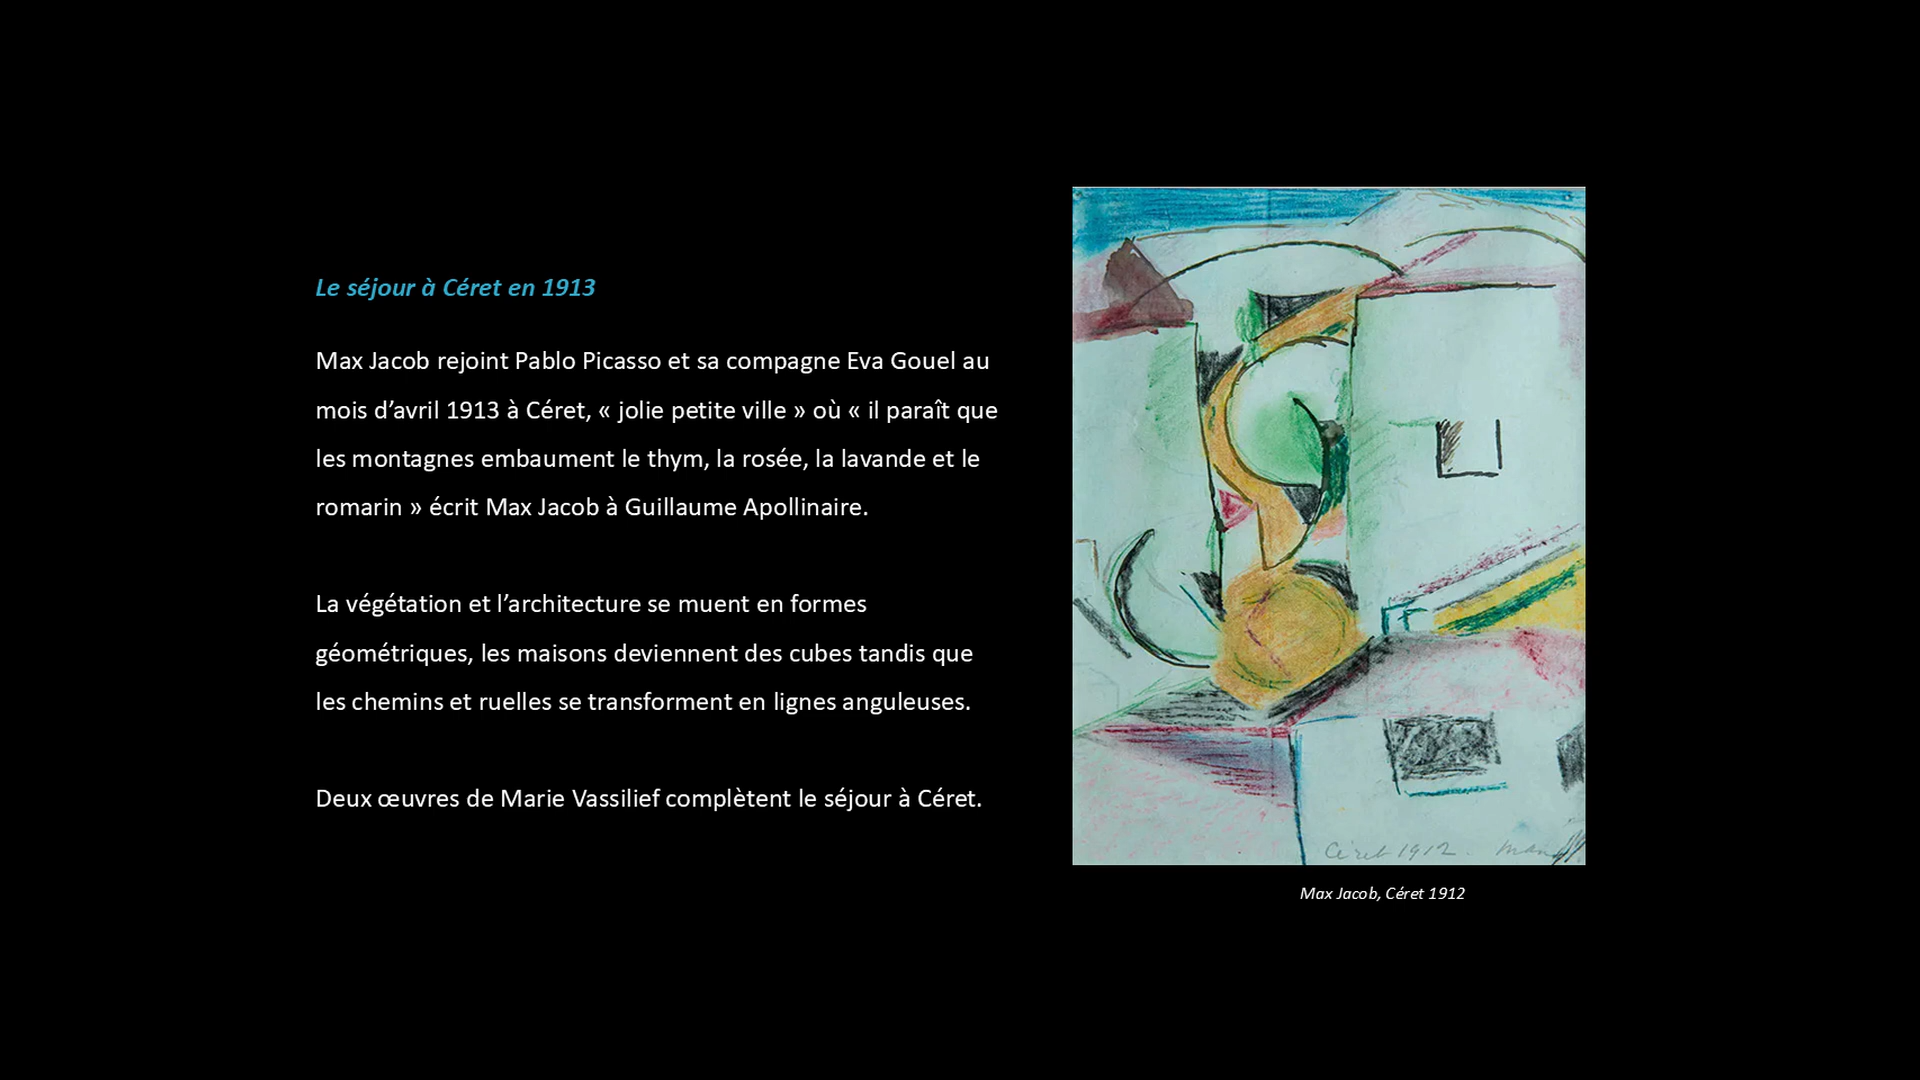 Le séjour à Céret en 1913
Max Jacob rejoint Pablo Picasso et sa compagne Eva Gouel au
mois d’avril 1913 à Céret, « jolie petite ville » où « il paraît que
les montagnes embaument le thym, la rosée, la lavande et le
romarin » écrit Max Jacob à Guillaume Apollinaire.
La végétation et l’architecture se muent en formes
géométriques, les maisons deviennent des cubes tandis que
les chemins et ruelles se transforment en lignes anguleuses.
Deux œuvres de Marie Vassilief complètent le séjour à Céret.
Céret 1912.
Max Jacob, Céret 1912